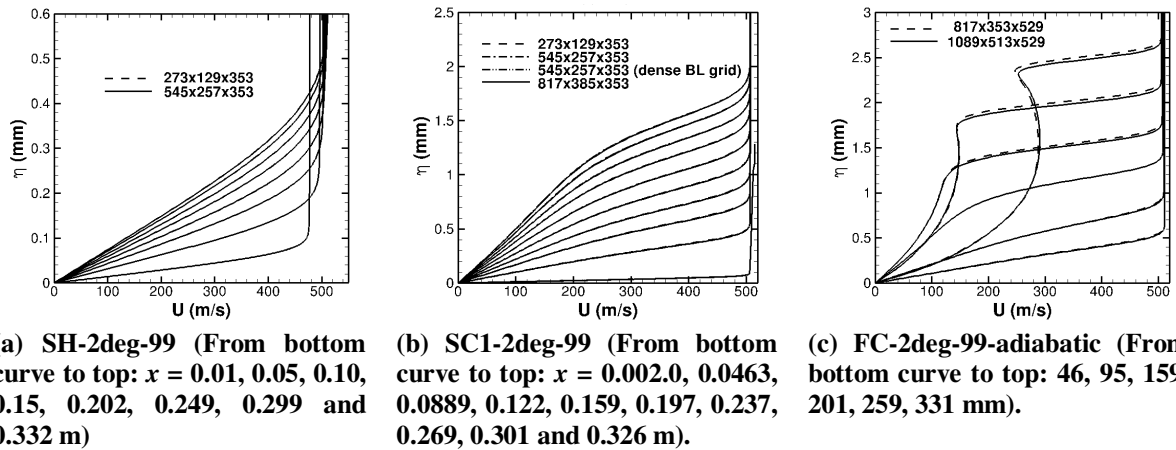 0.6
0.5
0.4
0.3
0.2
0.1
0
η (mm)
273x129x353
545x257x353
0 100 200 300 400 500
U (m/s)
2.5
2
1.5
1
0.5
0
η (mm)
273x129x353
545x257x353
545x257x353 (dense BL grid)
817x385x353
0 100 200 300 400 500
U (m/s)
3
2.5
2
1.5
1
0.5
0
η (mm)
817x353x529
1089x513x529
0 100 200 300 400 500
U (m/s)
a) SH-2deg-99 (From bottom
curve to top: x = 0.01, 0.05, 0.10,
0.15, 0.202, 0.249, 0.299 and
0.332 m)
(b) SC1-2deg-99 (From bottom
curve to top: x = 0.002.0, 0.0463,
0.0889, 0.122, 0.159, 0.197, 0.237,
0.269, 0.301 and 0.326 m).
(c) FC-2deg-99-adiabatic (From
bottom curve to top: 46, 95, 159
201, 259, 331 mm).